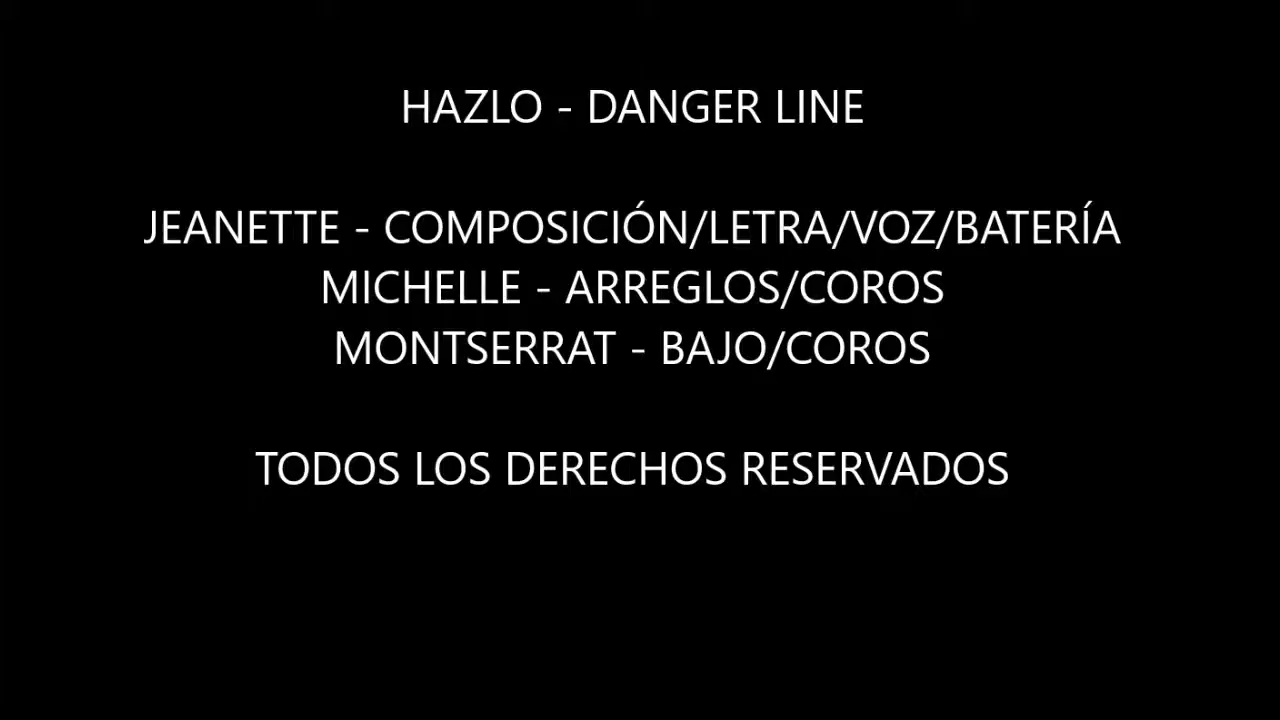 HAZLO - DANGER LINE
JEANETTE - COMPOSICIÓN/LETRA/VOZ/BATERÍA
MICHELLE - ARREGLOS/COROS
MONTSERRAT - BAJO/COROS
TODOS LOS DERECHOS RESERVADOS